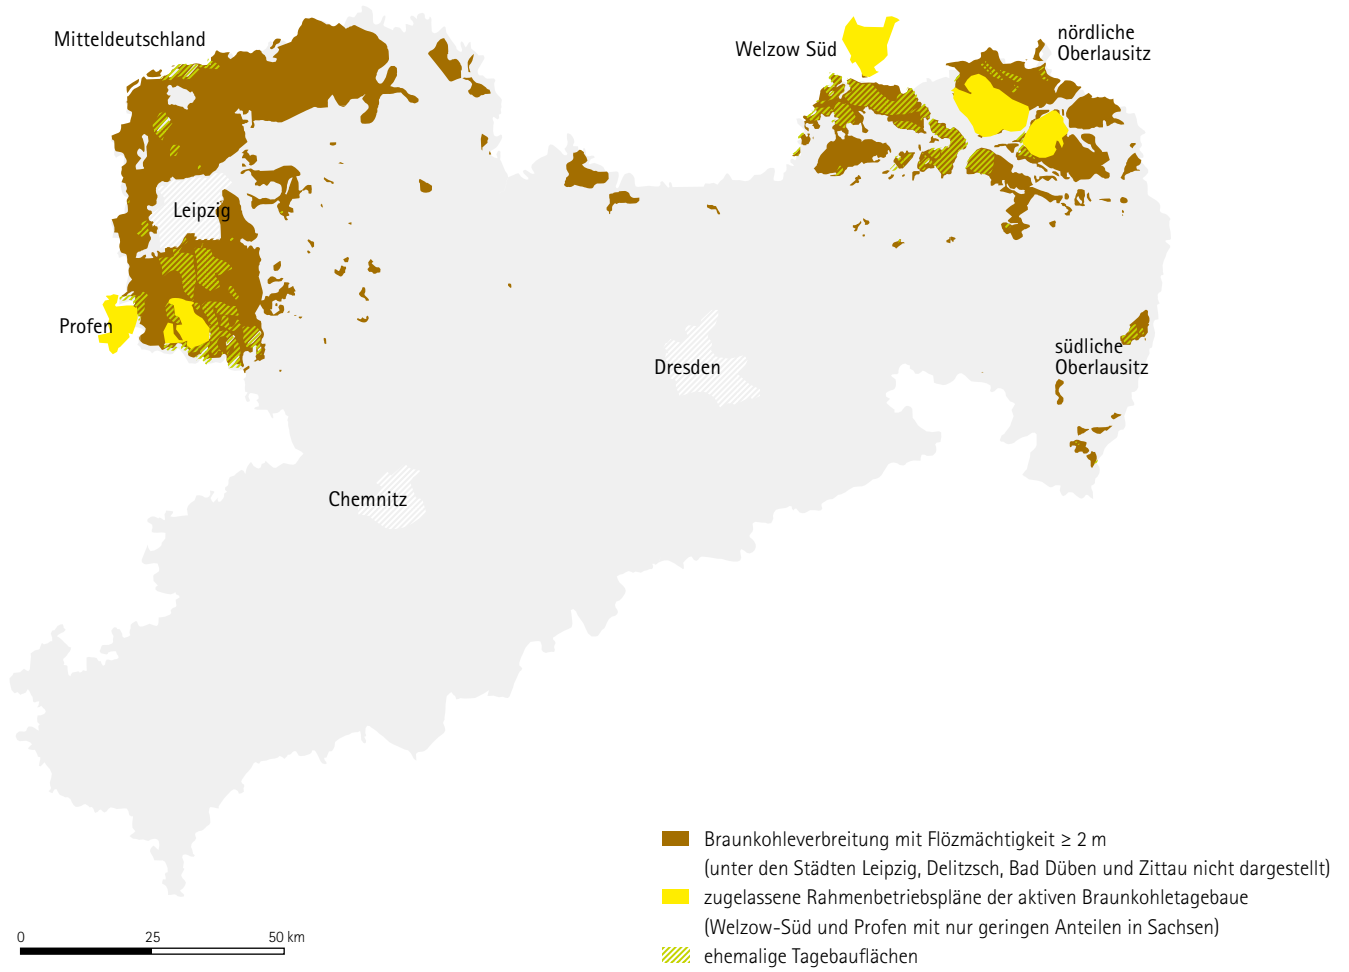 Mitteldeutschland
Welzow Süd
nördliche
Oberlausitz
Leipzig
Profen
südliche
Oberlausitz
Dresden
Chemnitz
Braunkohleverbreitung mit Flözmächtigkeit ≥ 2 m
(unter den Städten Leipzig, Delitzsch, Bad Düben und Zittau nicht dargestellt)
zugelassene Rahmenbetriebspläne der aktiven Braunkohletagebaue
(Welzow-Süd und Profen mit nur geringen Anteilen in Sachsen)
ehemalige Tagebauflächen
0 25 50 km